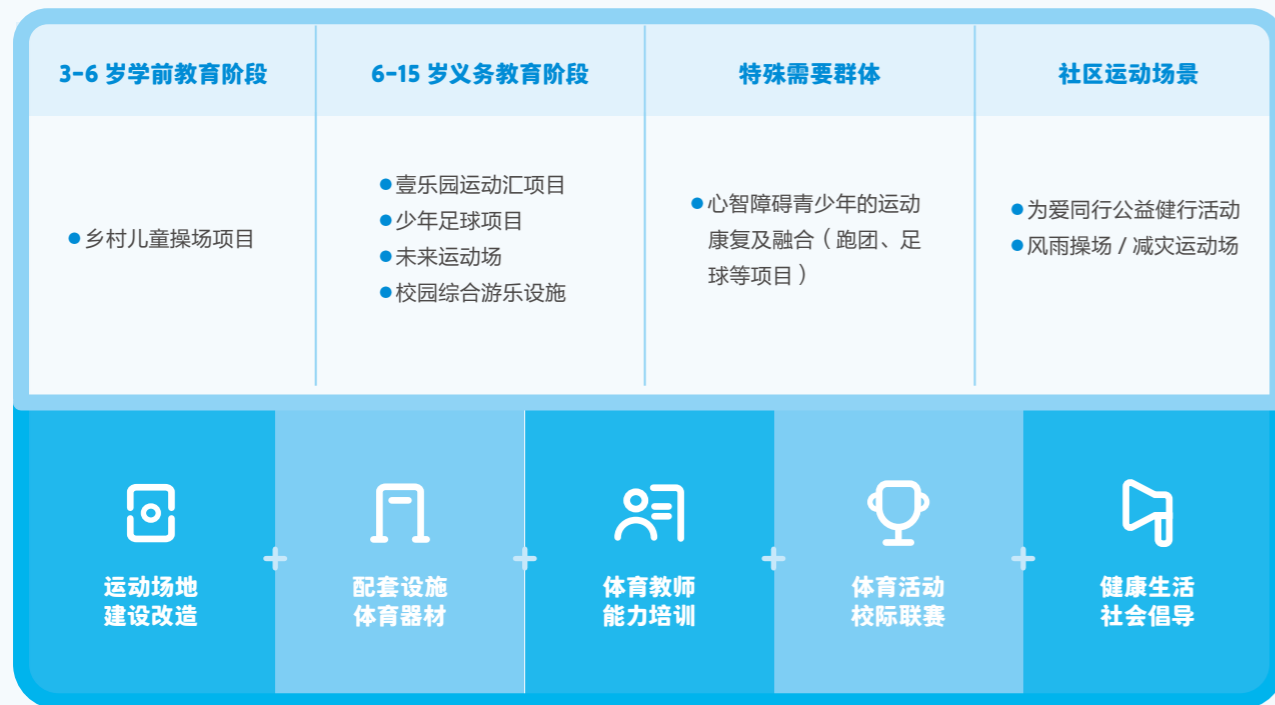 3-6 岁学前教育阶段
6-15 岁义务教育阶段
特殊需要群体
社区运动场景
●乡村儿童操场项目
●壹乐园运动汇项目
●少年足球项目
●未来运动场
●校园综合游乐设施
●心智障碍青少年的运动
康复及融合（跑团、足
球等项目）
●为爱同行公益健行活动
●风雨操场 / 减灾运动场
运动场地
建设改造
+
配套设施
体育器材
+
体育教师
能力培训
+
体育活动
校际联赛
+
健康生活
社会倡导